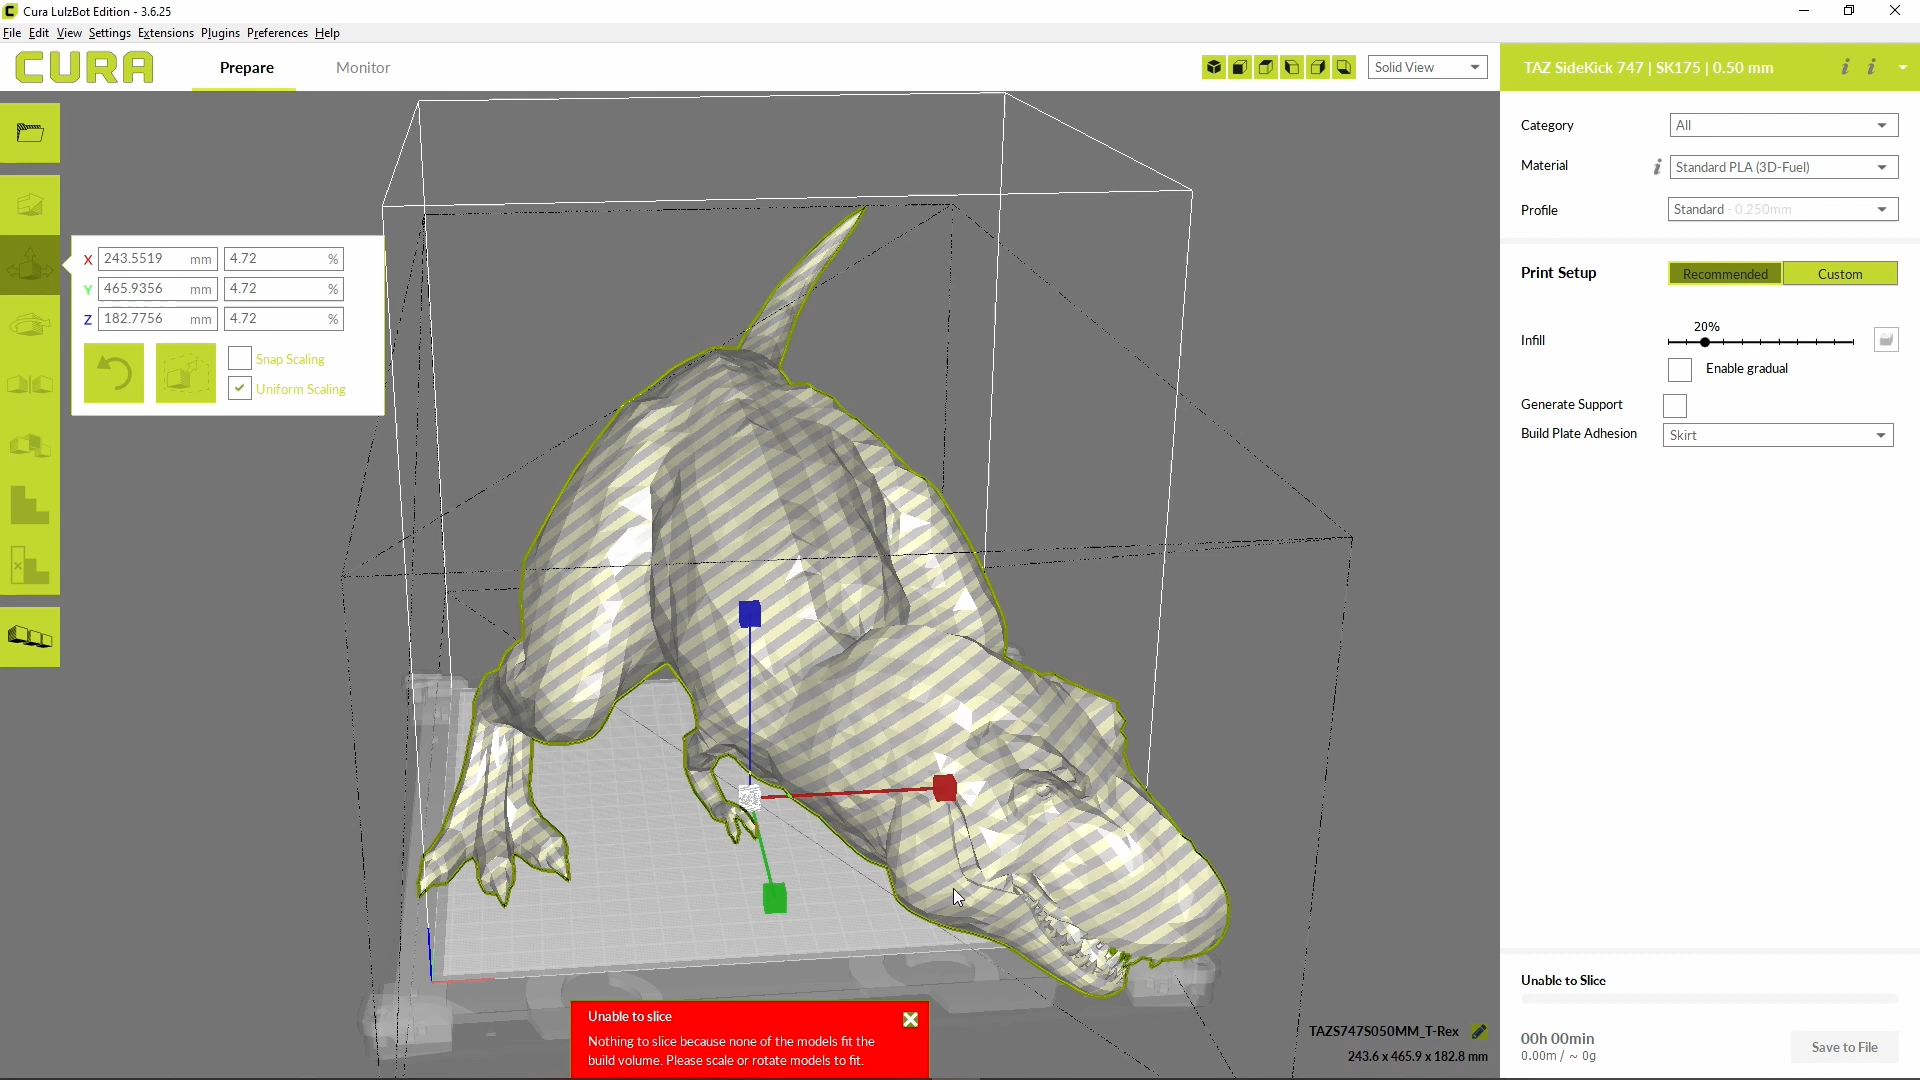 Cura LulzBot Edition - 3.6.25
File Edit View Settings Extensions Plugins Preferences Help
CURA
Prepare
Monitor
Solid View
TAZ SideKick 747 | SK175 | 0.50 mm
i
i
Category
All
Material
i
Standard PLA (3D-Fuel)
Profile
Standard - 0.250mm
X 243.5519 mm 4.72 %
Y 465.9356 mm 4.72 %
Z 182.7756 mm 4.72 %
Snap Scaling
Uniform Scaling
Print Setup
Recommended
Custom
20%
Infill
Enable gradual
Generate Support
Build Plate Adhesion
Skirt
Unable to slice
Nothing to slice because none of the models fit the
build volume. Please scale or rotate models to fit.
TAZS747S050MM_T-Rex
243.6 x 465.9 x 182.8 mm
Unable to Slice
00h 00min
0.00m / ~ 0g
Save to File